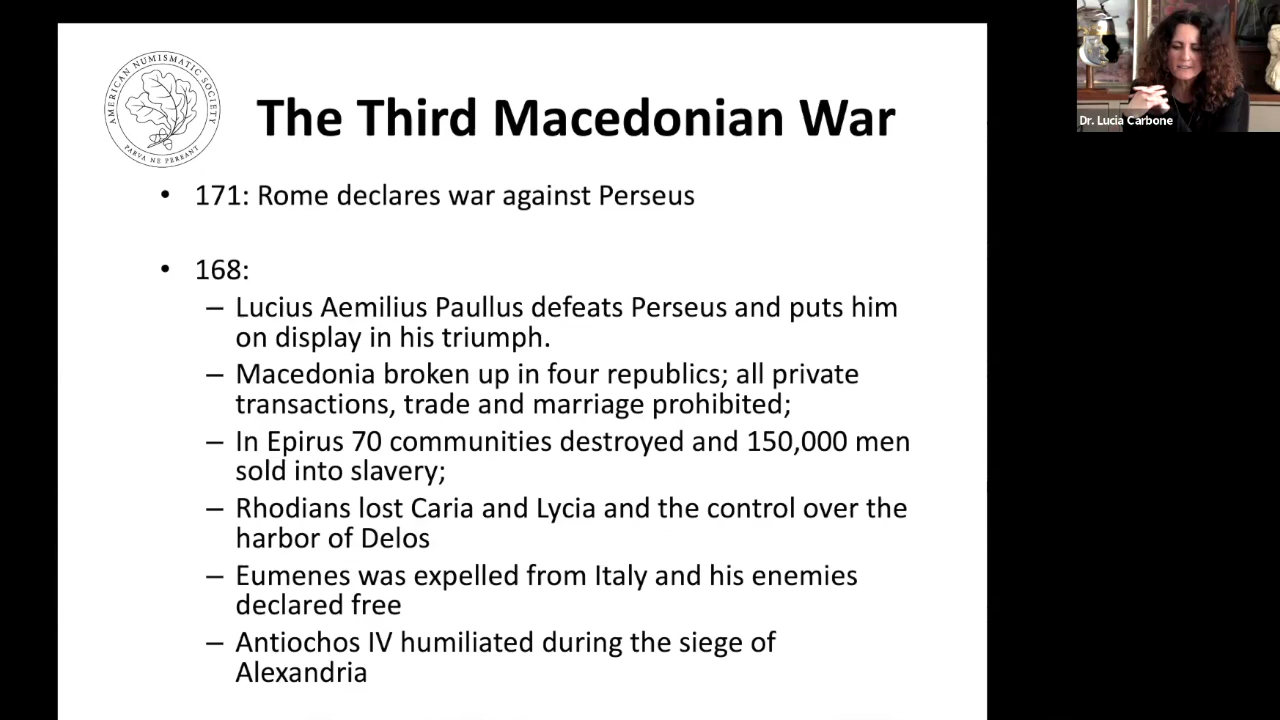 AMERICAN NUMISMATIC SOCIETY
PARVA NE PEREANT
The Third Macedonian War
Dr. Lucia Carbone
• 171: Rome declares war against Perseus
• 168:
– Lucius Aemilius Paullus defeats Perseus and puts him
on display in his triumph.
– Macedonia broken up in four republics; all private
transactions, trade and marriage prohibited;
– In Epirus 70 communities destroyed and 150,000 men
sold into slavery;
– Rhodians lost Caria and Lycia and the control over the
harbor of Delos
– Eumenes was expelled from Italy and his enemies
declared free
– Antiochos IV humiliated during the siege of
Alexandria